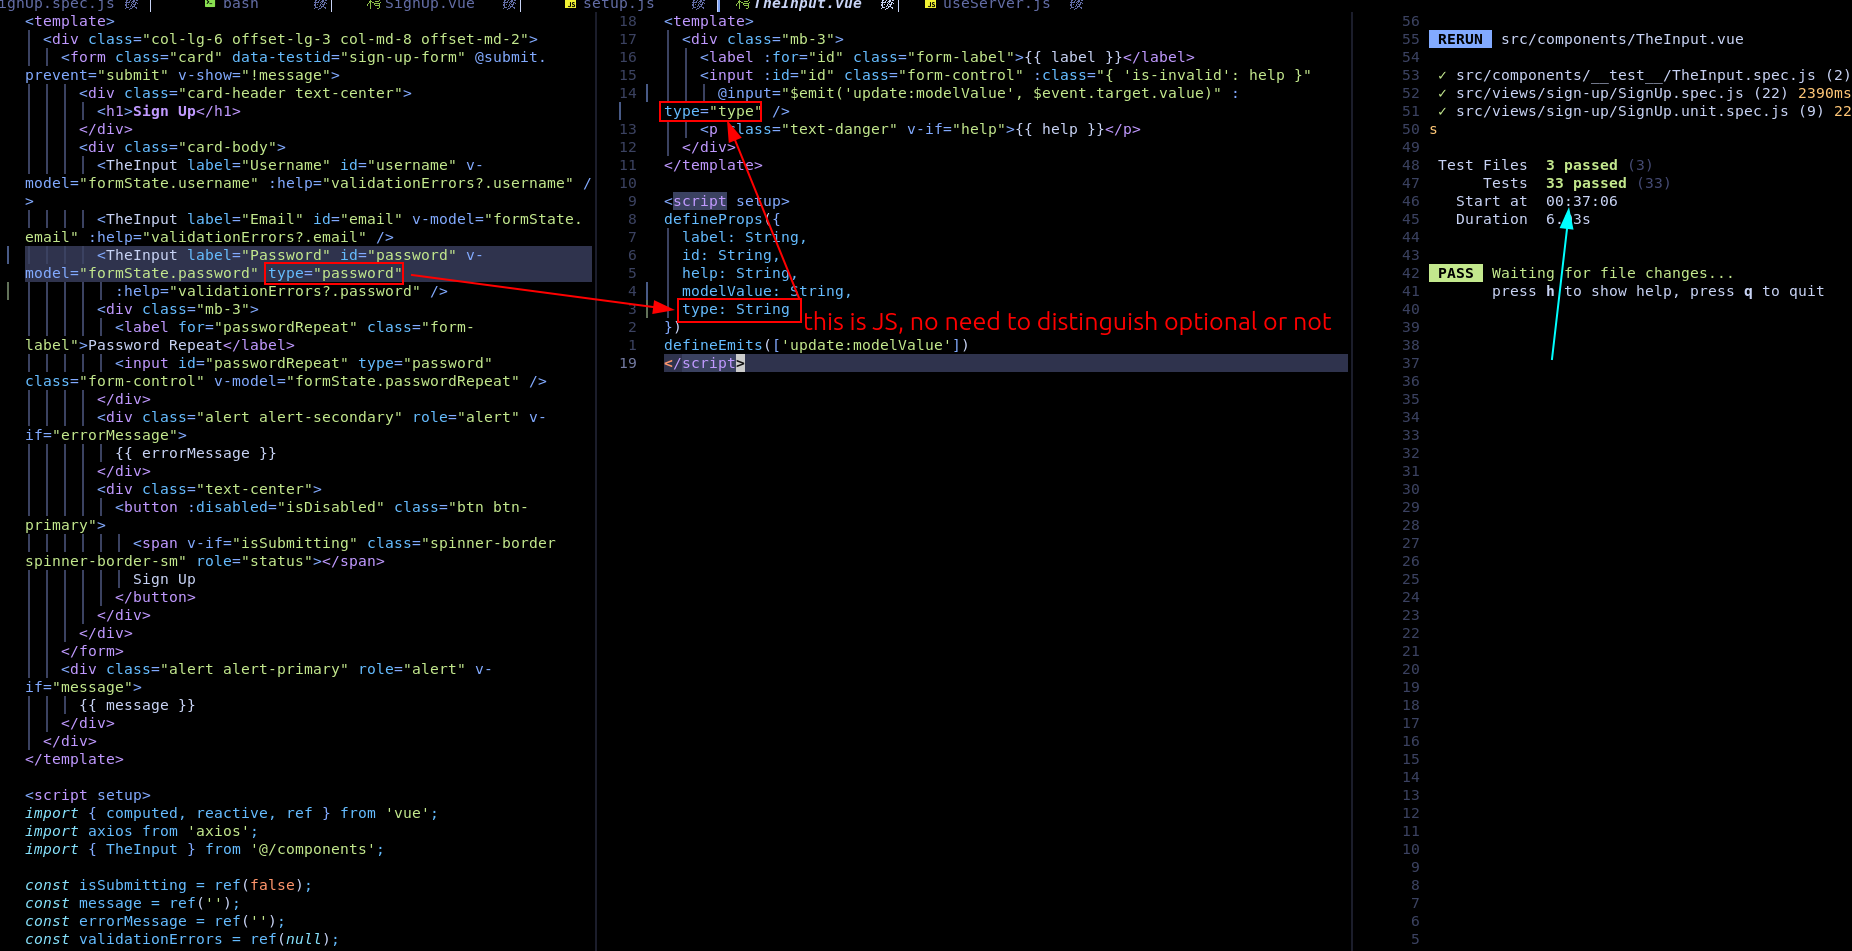 ignUp.spec.js bash SignUp.vue setup.js TheInput.vue useServer.js
<template>
<div class="col-lg-6 offset-lg-3 col-md-8 offset-md-2">
<form class="card" data-testid="sign-up-form" @submit.
prevent="submit" v-show="!message">
<div class="card-header text-center">
<h1>Sign Up</h1>
</div>
<div class="card-body">
<TheInput label="Username" id="username" v-
model="formState.username" :help="validationErrors?.username" /
>
<TheInput label="Email" id="email" v-model="formState.
email" :help="validationErrors?.email" />
<TheInput label="Password" id="password" v-
model="formState.password" type="password"
:help="validationErrors?.password" />
<div class="mb-3">
<label for="passwordRepeat" class="form-
label">Password Repeat</label>
<input id="passwordRepeat" type="password"
class="form-control" v-model="formState.passwordRepeat" />
</div>
<div class="alert alert-secondary" role="alert" v-
if="errorMessage">
{{ errorMessage }}
</div>
<div class="text-center">
<button :disabled="isDisabled" class="btn btn-
primary">
<span v-if="isSubmitting" class="spinner-border
spinner-border-sm" role="status"></span>
Sign Up
</button>
</div>
</div>
</form>
<div class="alert alert-primary" role="alert" v-
if="message">
{{ message }}
</div>
</div>
</template>
<script setup>
import { computed, reactive, ref } from 'vue';
import axios from 'axios';
import { TheInput } from '@/components';
const isSubmitting = ref(false);
const message = ref('');
const errorMessage = ref('');
const validationErrors = ref(null);
18 <template>
17 <div class="mb-3">
16 <label :for="id" class="form-label">{{ label }}</label>
15 <input :id="id" class="form-control" :class="{ 'is-invalid': help }"
14 @input="$emit('update:modelValue', $event.target.value)" :
type="type" />
13 <p class="text-danger" v-if="help">{{ help }}</p>
12 </div>
11 </template>
10
9 <script setup>
8 defineProps({
7 label: String,
6 id: String,
5 help: String,
4 modelValue: String,
3 type: String
this is JS, no need to distinguish optional or not
2 })
1 defineEmits(['update:modelValue'])
19 </script>
56
55 RERUN src/components/TheInput.vue
54
53 ✓ src/components/__test__/TheInput.spec.js (2)
52 ✓ src/views/sign-up/SignUp.spec.js (22) 2390ms
51 ✓ src/views/sign-up/SignUp.unit.spec.js (9) 22
50 s
49
48 Test Files 3 passed (3)
47 Tests 33 passed (33)
46 Start at 00:37:06
45 Duration
44
43
42 PASS Waiting for file changes...
41 press h to show help, press q to quit
40
39
38
37
36
35
34
33
32
31
30
29
28
27
26
25
24
23
22
21
20
19
18
17
16
15
14
13
12
11
10
9
8
7
6
5